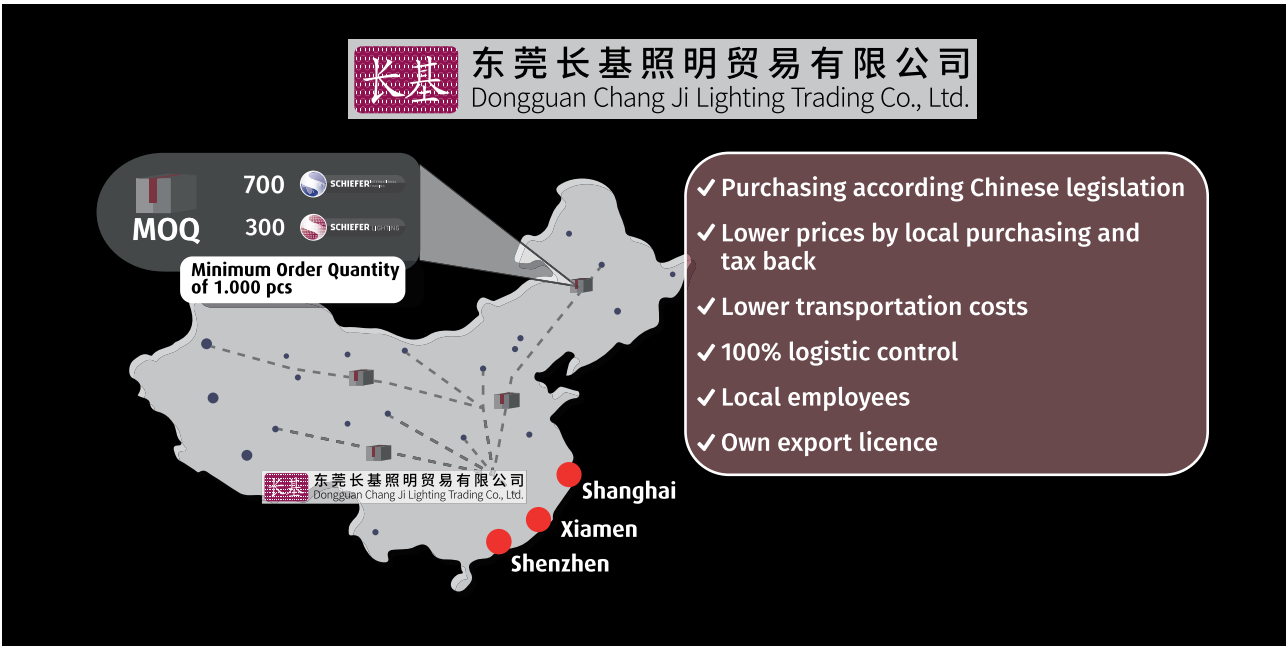 长基
东莞长基照明贸易有限公司
Dongguan Chang Ji Lighting Trading Co., Ltd.
700 SCHIEFER
MOQ
300 SCHIEFER LIGHTING
Minimum Order Quantity
of 1.000 pcs
✓ Purchasing according Chinese legislation
✓ Lower prices by local purchasing and
tax back
✓ Lower transportation costs
✓ 100% logistic control
✓ Local employees
✓ Own export licence
长基
东莞长基照明贸易有限公司
Dongguan Chang Ji Lighting Trading Co., Ltd.
Shanghai
Xiamen
Shenzhen